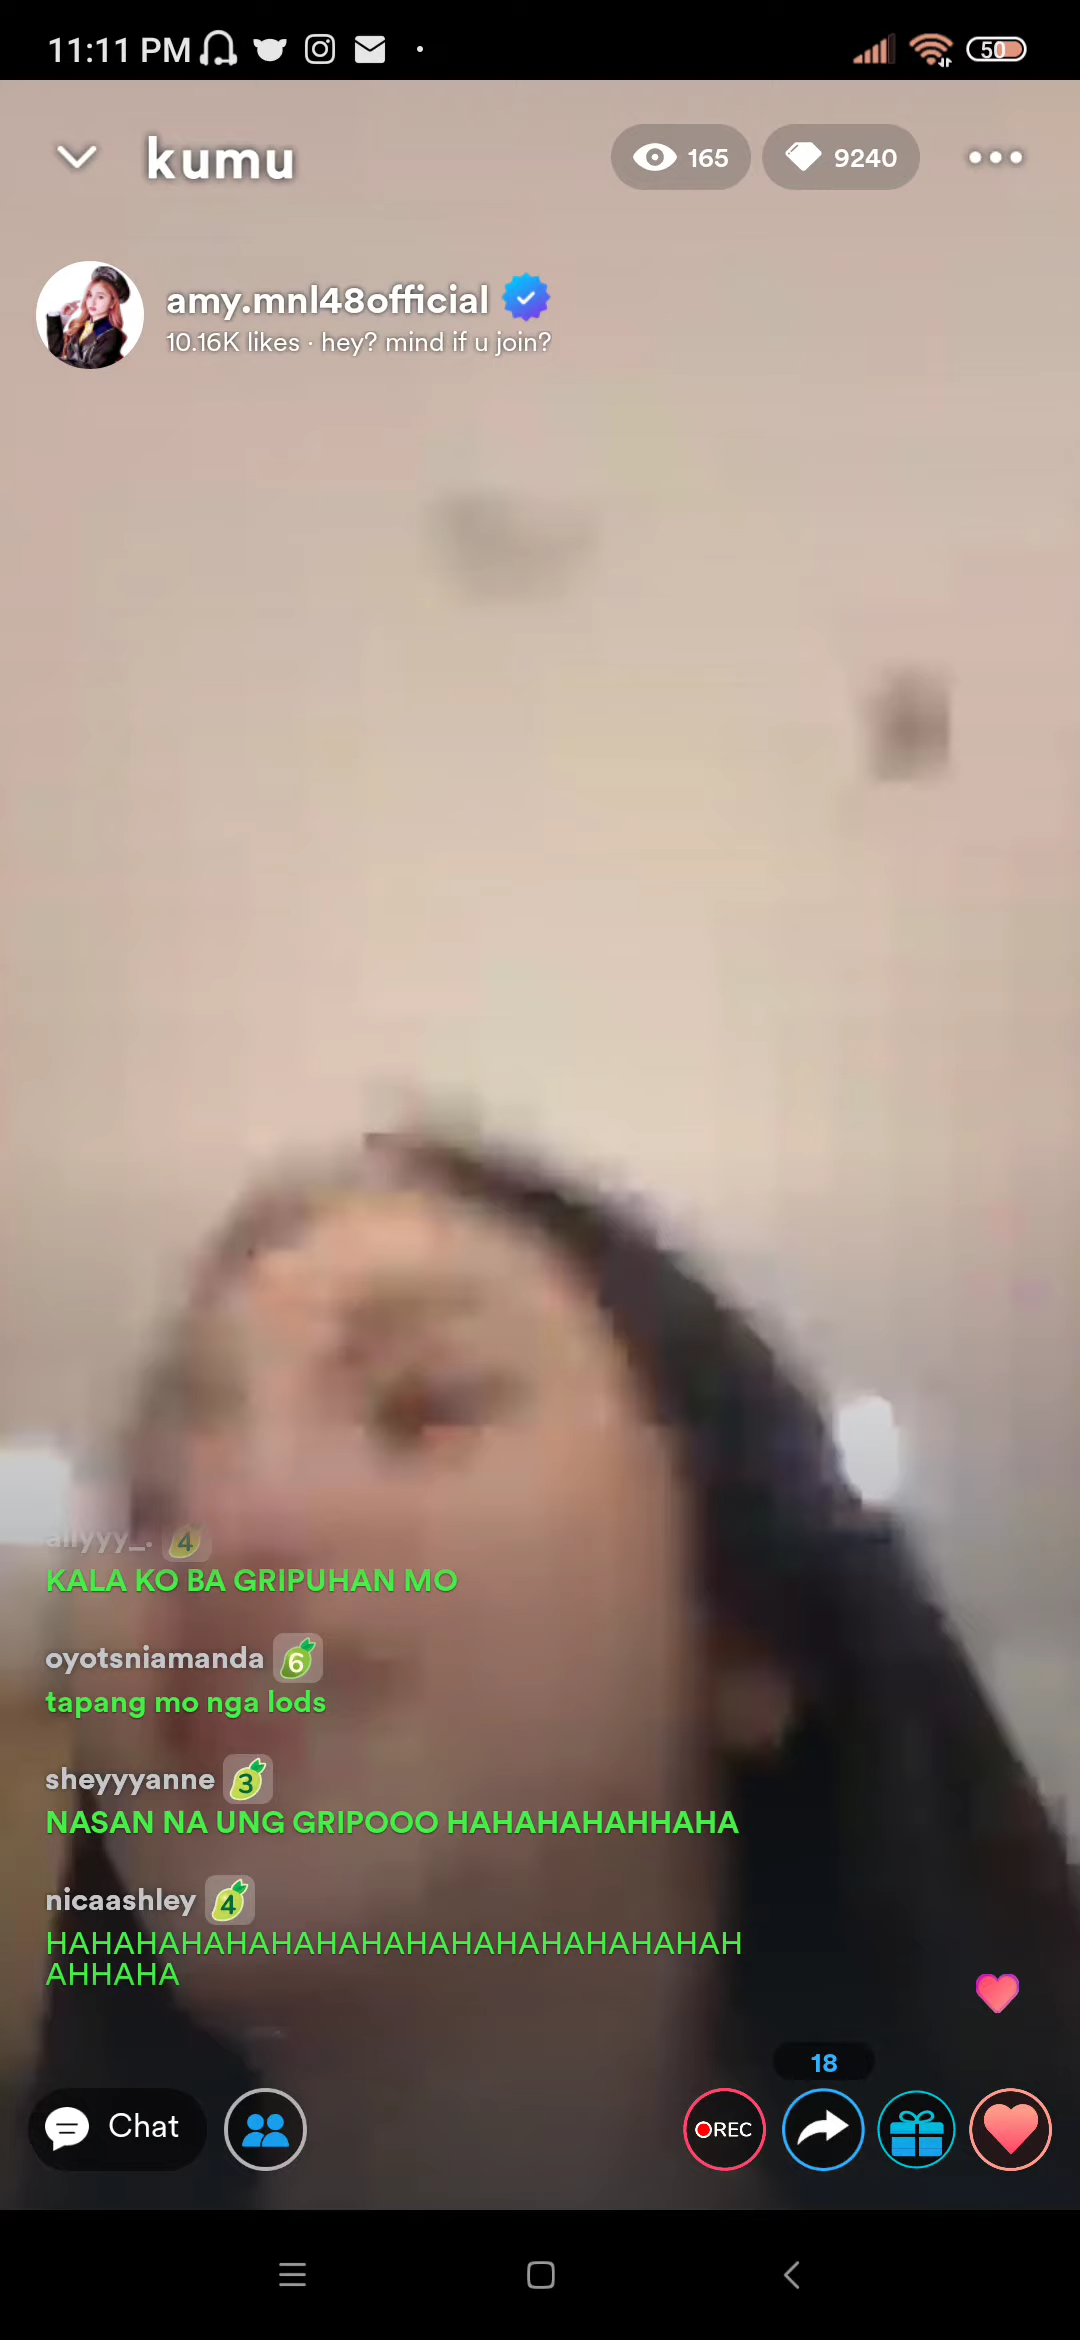 11:11 PM
50
kumu
165
9240
amy.mnl48official
10.16K likes · hey? mind if u join?
allyyy_. 4
KALA KO BA GRIPUHAN MO
oyotsniamanda 6
tapang mo nga lods
sheyyyanne 3
NASAN NA UNG GRIPOOO HAHAHAHAHHAHA
nicaashley 4
HAHAHAHAHAHAHAHAHAHAHAHAHAHAHAH
AHHAHA
18
Chat
REC